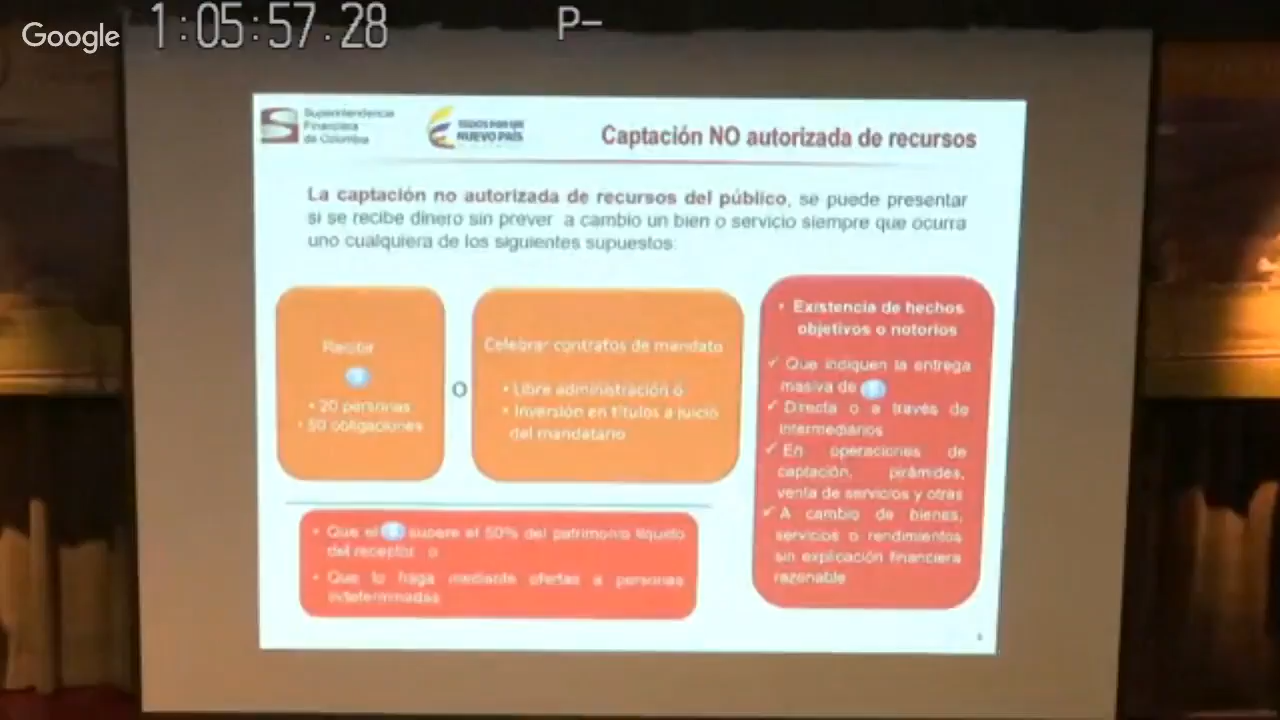 Google
1:05:57:28
P-
Superintendencia
Financiera
de Colombia
TODOS POR UN
NUEVO PAÍS
Captación NO autorizada de recursos
La captación no autorizada de recursos del público, se puede presentar
si se recibe dinero sin prever a cambio un bien o servicio siempre que ocurra
uno cualquiera de los siguientes supuestos:
Recibir
• 20 personas
• 50 obligaciones
O
Celebrar contratos de mandato
• Libre administración o
• Inversión en títulos a juicio
del mandatario
• Que el $ supere el 50% del patrimonio líquido
del receptor o
• Que lo haga mediante ofertas a personas
indeterminadas
• Existencia de hechos
objetivos o notorios
✓ Que indiquen la entrega
masiva de $
✓ Directa o a través de
intermediarios
✓ En operaciones de
captación, pirámides,
venta de servicios y otras
✓ A cambio de bienes,
servicios o rendimientos
sin explicación financiera
razonable